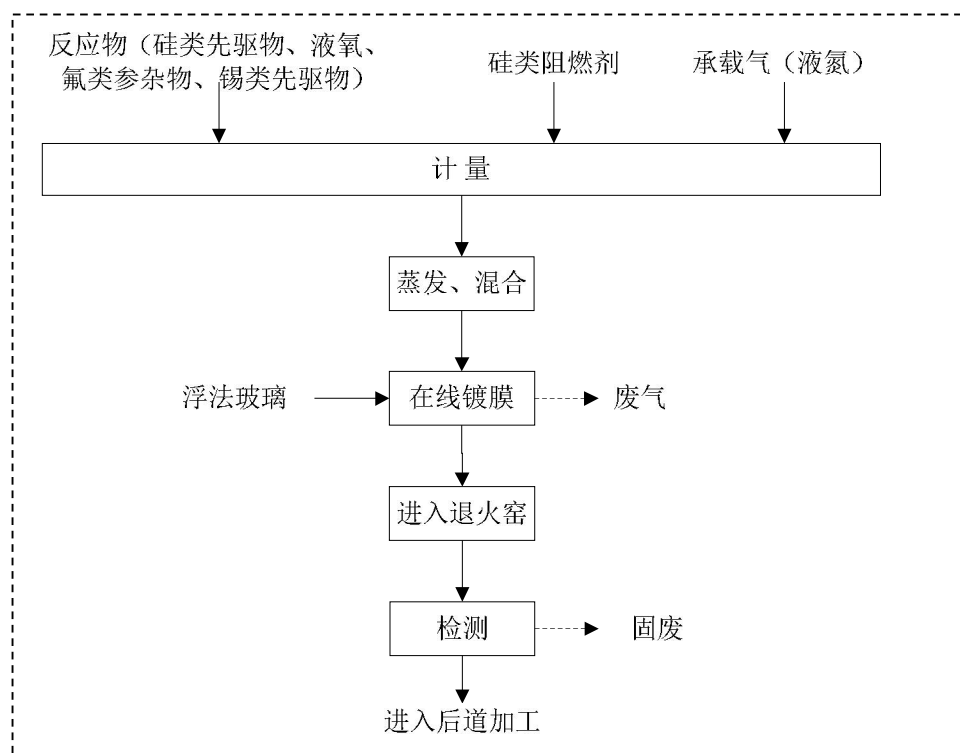 反应物（硅类先驱物、液氧、
氟类参杂物、锡类先驱物）
硅类阻燃剂
承载气（液氮）
计量
蒸发、混合
浮法玻璃
在线镀膜
废气
进入退火窑
检测
固废
进入后道加工